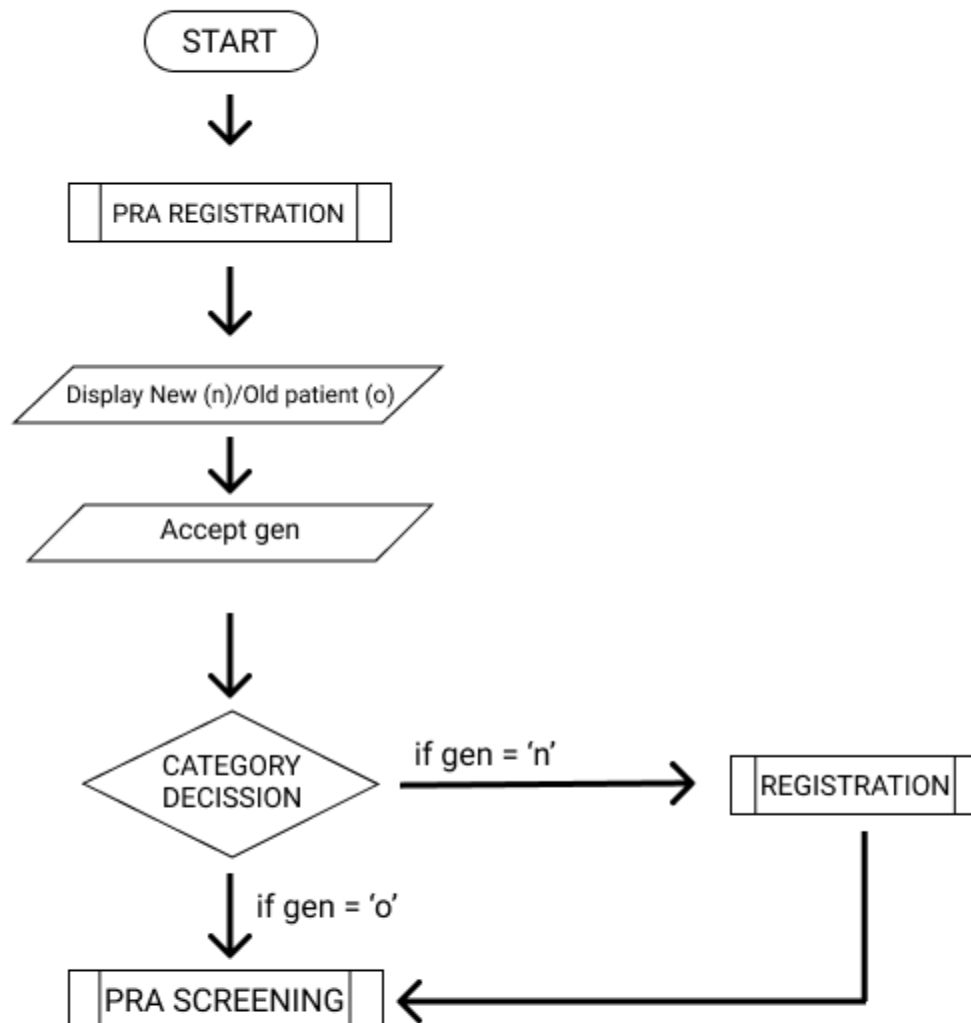 START
PRA REGISTRATION
Display New (n)/Old patient (o)
Accept gen
CATEGORY
DECISSION
if gen = ‘n’
REGISTRATION
if gen = ‘o’
PRA SCREENING